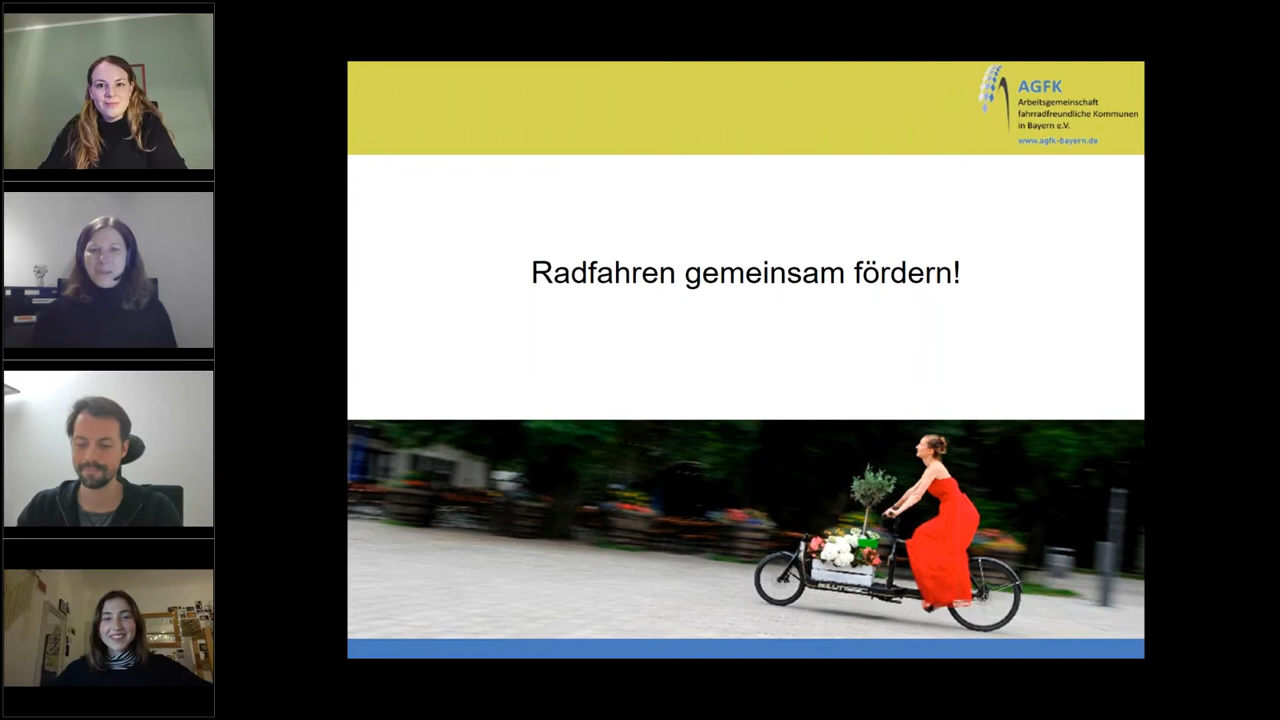 AGFK
Arbeitsgemeinschaft
fahrradfreundliche Kommunen
in Bayern e.V.
www.agfk-bayern.de
Radfahren gemeinsam fördern!